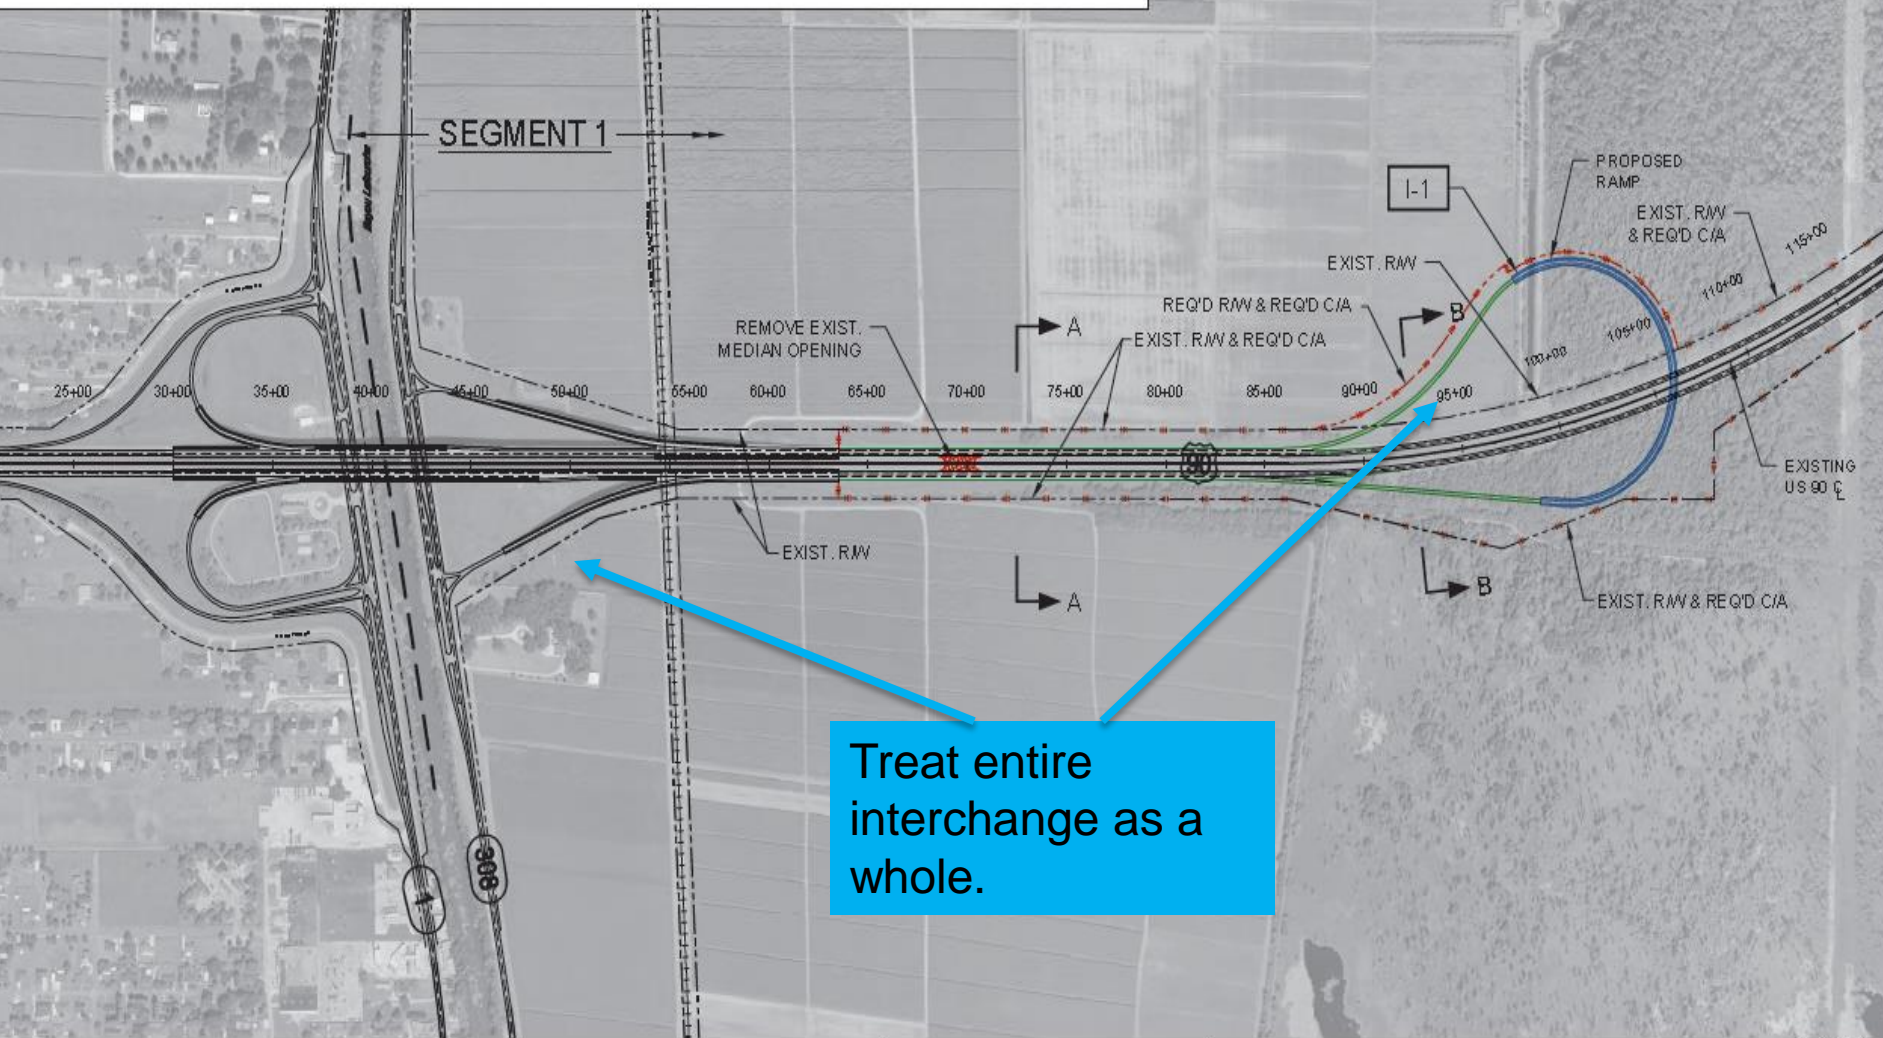 SEGMENT 1
PROPOSED
RAMP
I-1
EXIST. R/W
& REQ'D C/A
115+00
EXIST. R/W
110+00
REQ'D R/W & REQ'D C/A
B
105+00
REMOVE EXIST.
MEDIAN OPENING
A
EXIST. R/W & REQ'D C/A
100+00
25+00
30+00
35+00
40+00
45+00
50+00
55+00
60+00
65+00
70+00
75+00
80+00
85+00
90+00
95+00
90
EXISTING
US 90 ℄
EXIST. R/W
A
B
EXIST. R/W & REQ'D C/A
Treat entire
interchange as a
whole.
308
1